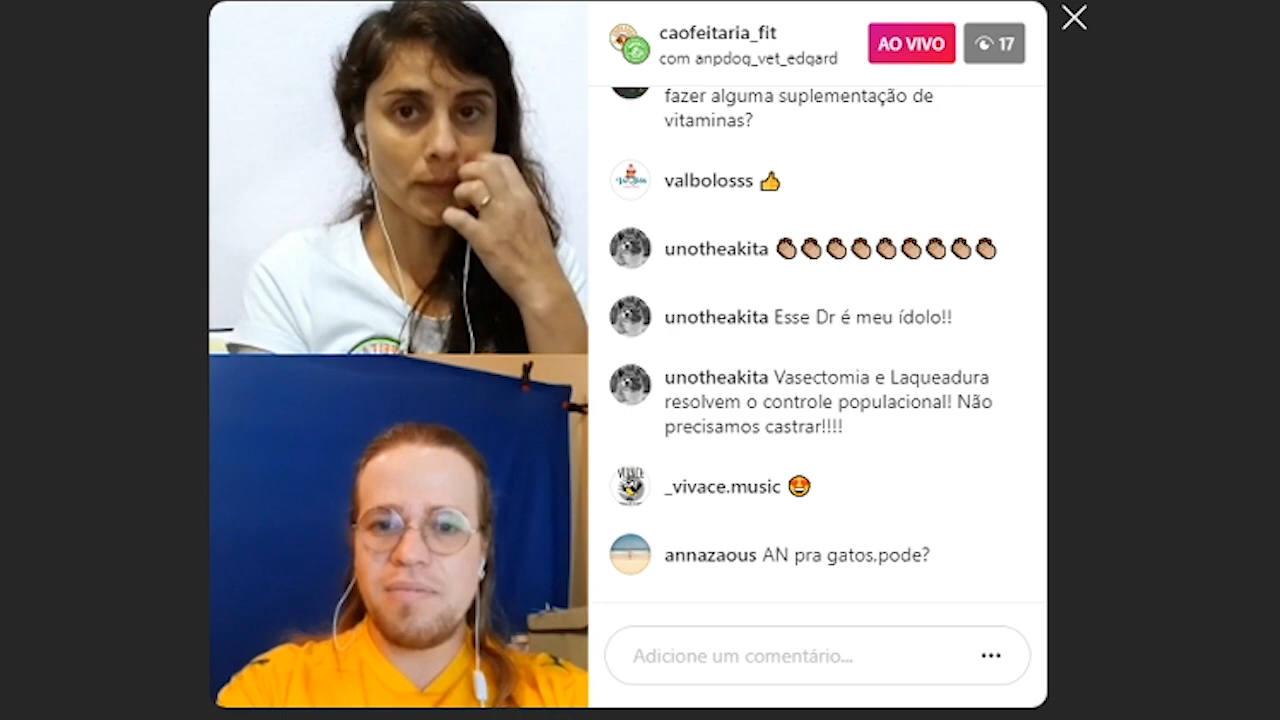 caofeitaria_fit
com anpdog_vet_edgard
AO VIVO
17
fazer alguma suplementação de
vitaminas?
valbolosss 👍
unotheakita 👏👏👏👏👏👏👏👏👏
unotheakita Esse Dr é meu ídolo!!
unotheakita Vasectomia e Laqueadura
resolvem o controle populacional! Não
precisamos castrar!!!!
_vivace.music 🤩
annazaous AN pra gatos,pode?
Adicione um comentário...